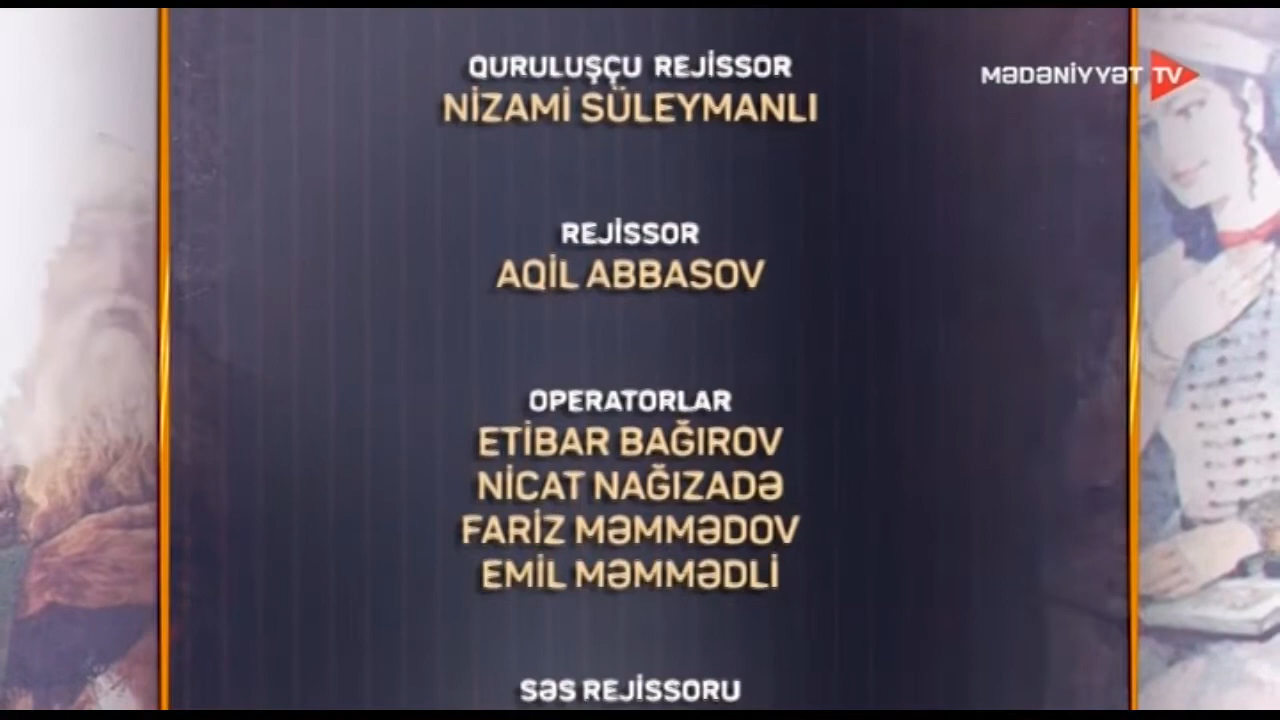 QURULUŞÇU REJİSSOR
NİZAMİ SÜLEYMANLI
MƏDƏNİYYƏT TV
REJİSSOR
AQİL ABBASOV
OPERATORLAR
ETİBAR BAĞIROV
NİCAT NAĞIZADƏ
FARİZ MƏMMƏDOV
EMİL MƏMMƏDLİ
SƏS REJİSSORU